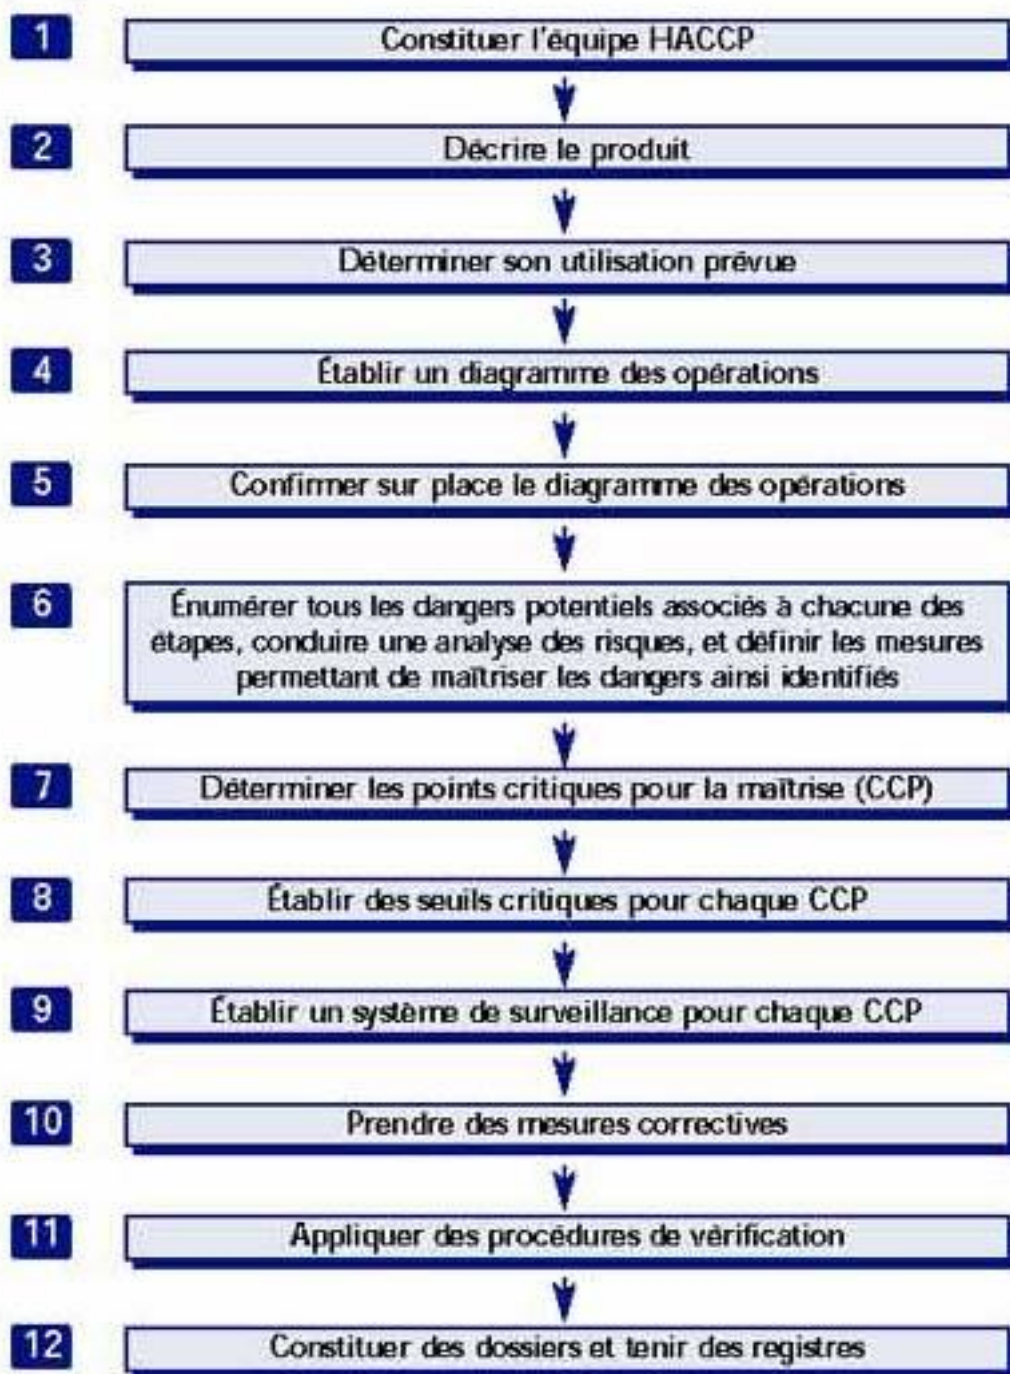 1
Constituer l'équipe HACCP
2
Décrire le produit
3
Déterminer son utilisation prévue
4
Établir un diagramme des opérations
5
Confirmer sur place le diagramme des opérations
6
Énumérer tous les dangers potentiels associés à chacune des
étapes, conduire une analyse des risques, et définir les mesures
permettant de maîtriser les dangers ainsi identifiés
7
Déterminer les points critiques pour la maîtrise (CCP)
8
Établir des seuils critiques pour chaque CCP
9
Établir un système de surveillance pour chaque CCP
10
Prendre des mesures correctives
11
Appliquer des procédures de vérification
12
Constituer des dossiers et tenir des registres